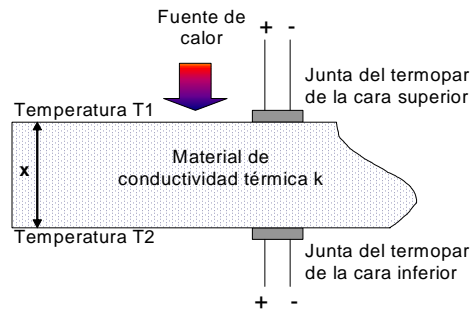 Fuente de
calor
+ -
Junta del termopar
de la cara superior
Temperatura T1
x
Material de
conductividad térmica k
Temperatura T2
Junta del termopar
de la cara inferior
+ -